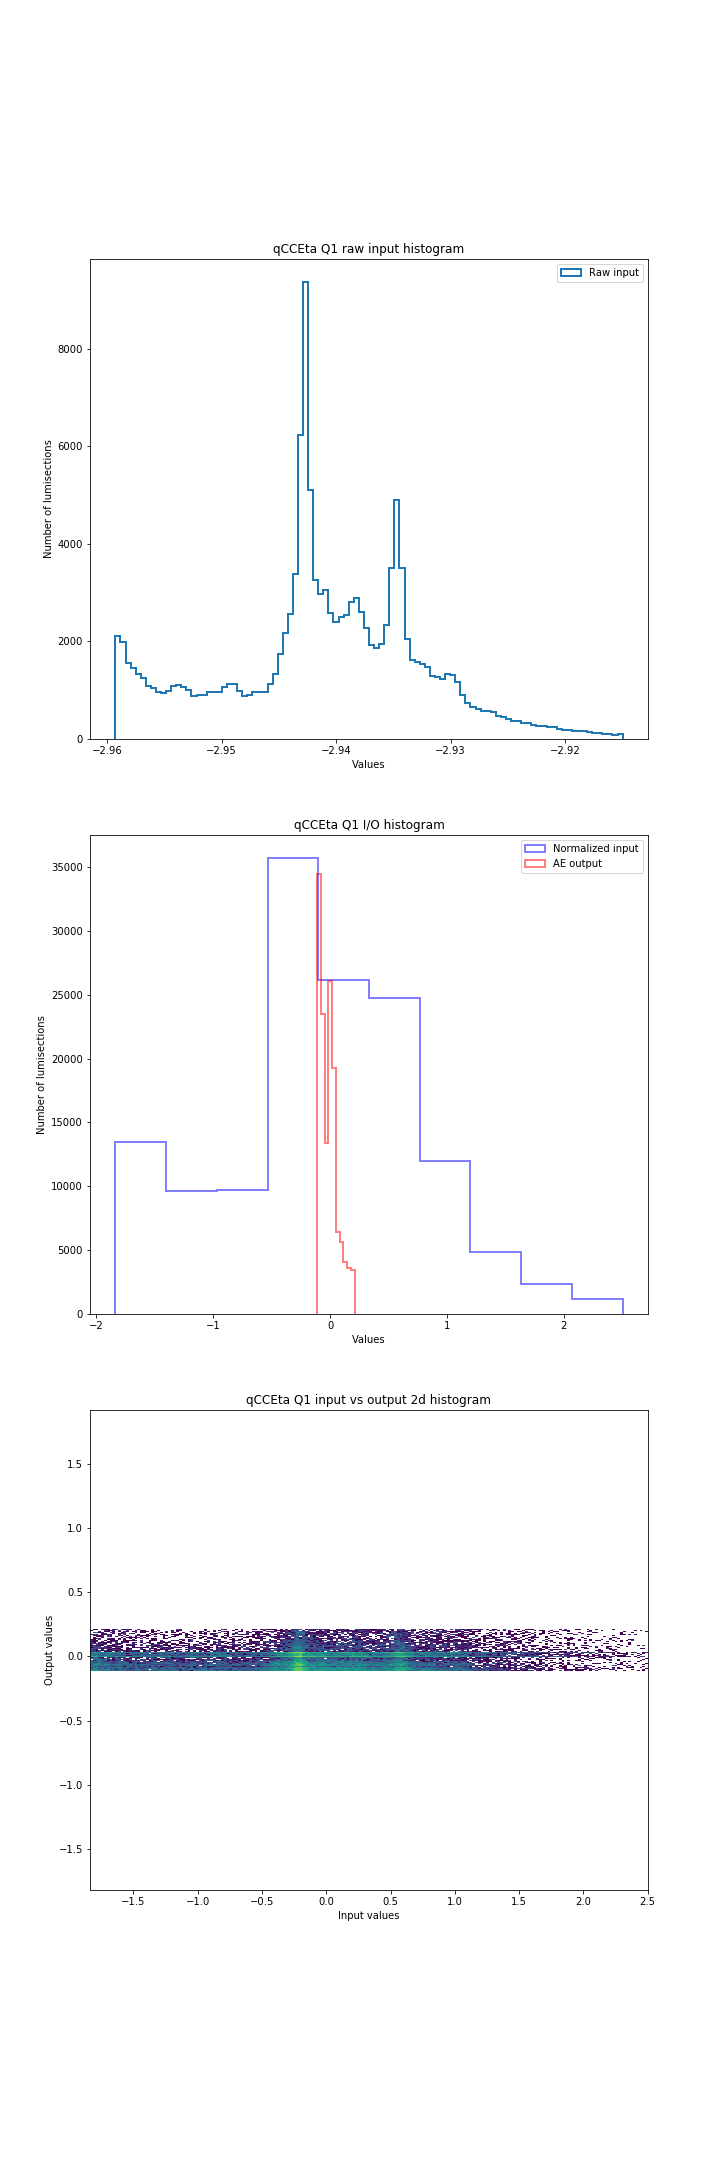 qCCEta Q1 raw input histogram
Raw input
8000
6000
4000
2000
0
Number of lumisections
−2.96 −2.95 −2.94 −2.93 −2.92
Values
qCCEta Q1 I/O histogram
Normalized input
AE output
35000
30000
25000
20000
15000
10000
5000
0
Number of lumisections
−2 −1 0 1 2
Values
qCCEta Q1 input vs output 2d histogram
1.5
1.0
0.5
0.0
−0.5
−1.0
−1.5
Output values
−1.5 −1.0 −0.5 0.0 0.5 1.0 1.5 2.0 2.5
Input values